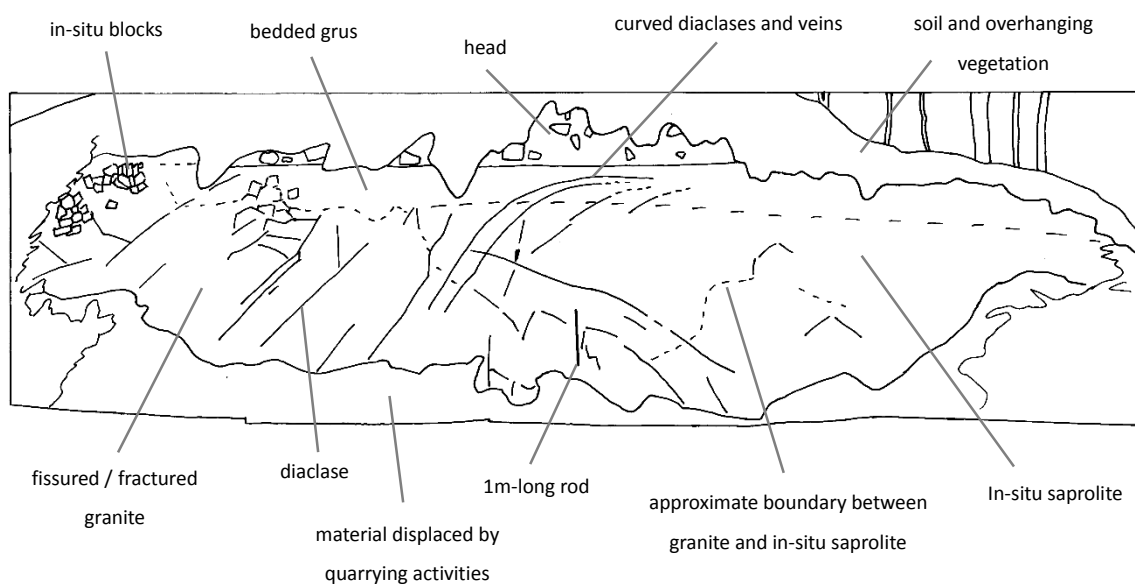 in-situ blocks
bedded grus
head
curved diaclases and veins
soil and overhanging
vegetation
fissured / fractured
granite
diaclase
material displaced by
quarrying activities
1m-long rod
approximate boundary between
granite and in-situ saprolite
In-situ saprolite